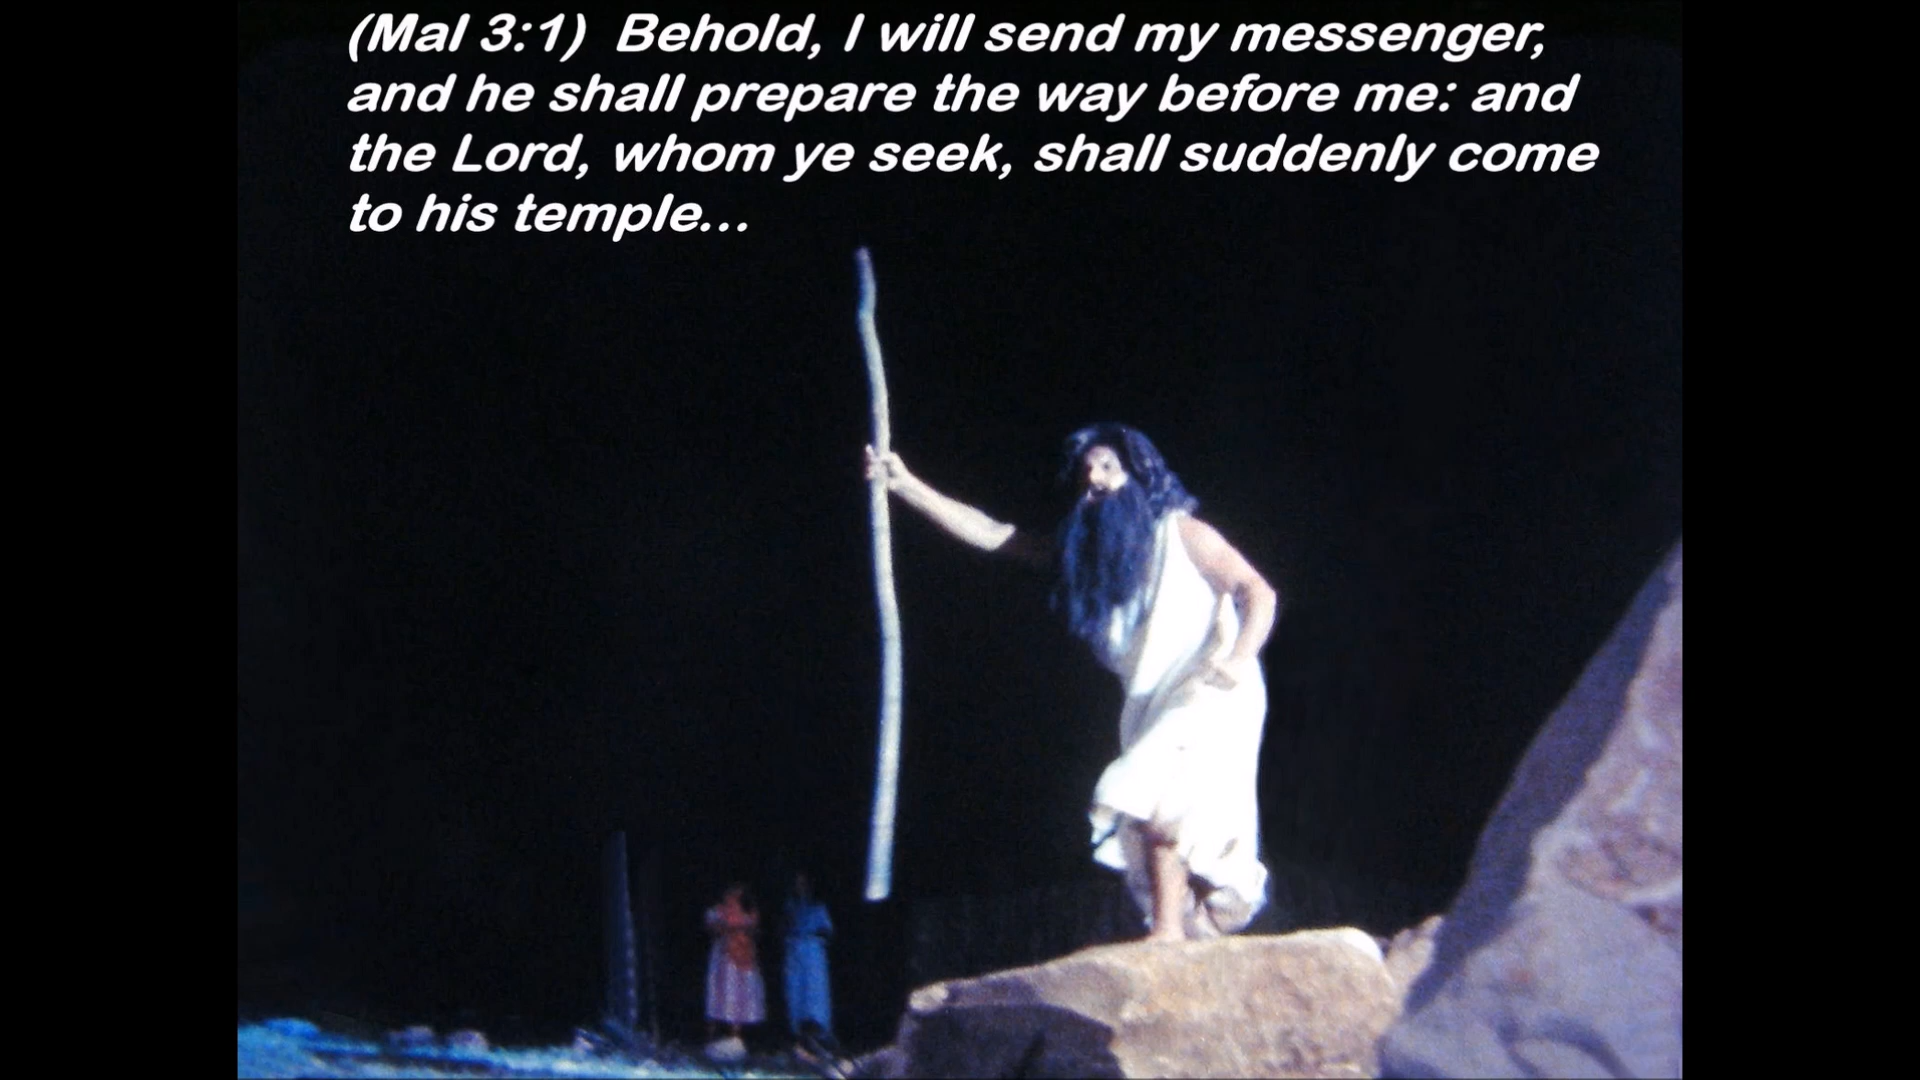 (Mal 3:1)  Behold, I will send my messenger,
and he shall prepare the way before me: and
the Lord, whom ye seek, shall suddenly come
to his temple...